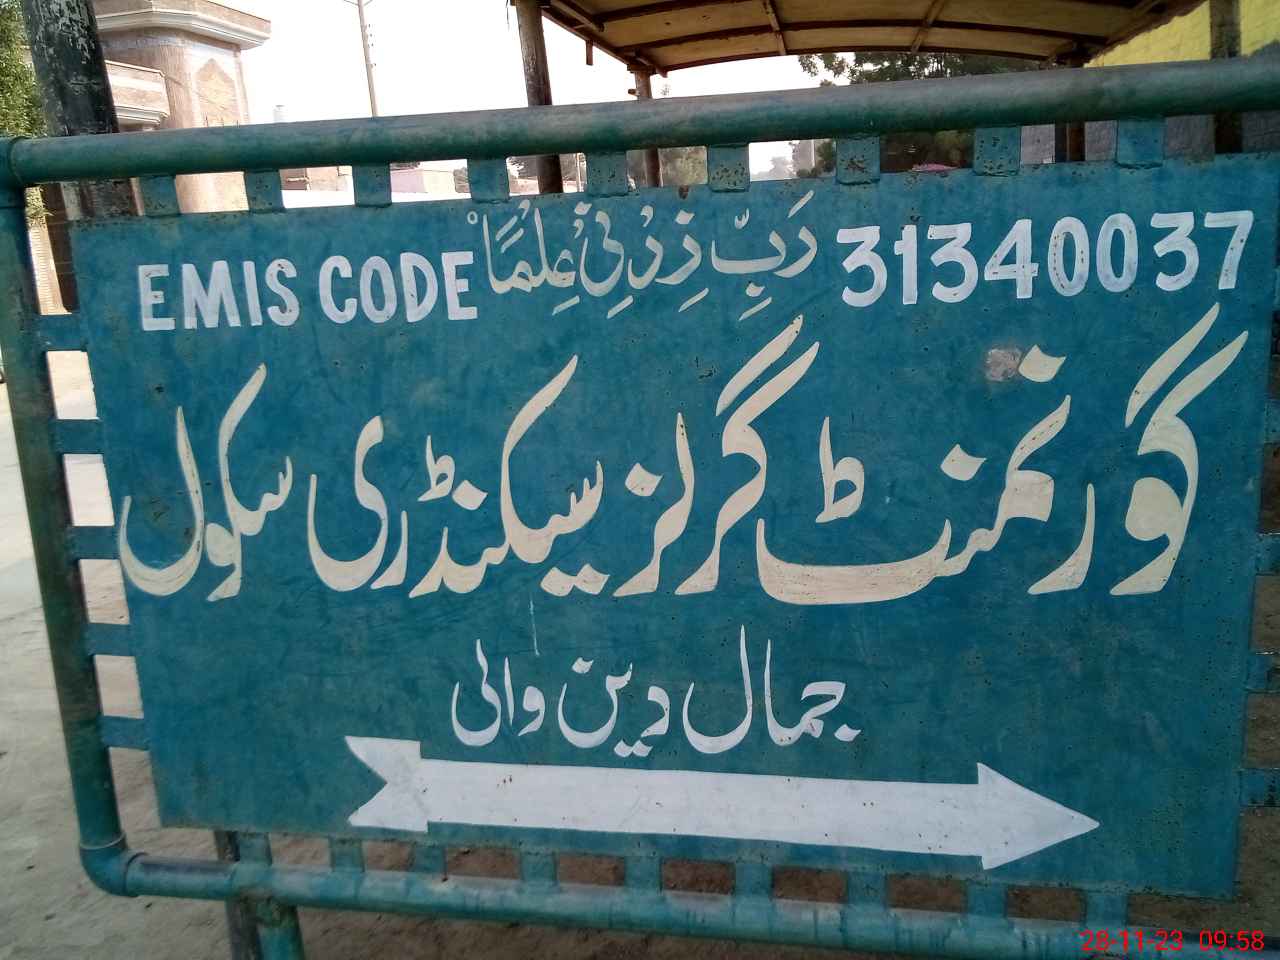 EMIS CODE رَبِّ زِدْنِیْ عِلْمًا 31340037
گورنمنٹ گرلز سیکنڈری سکول
جمال دین والی
28-11-23 09:58